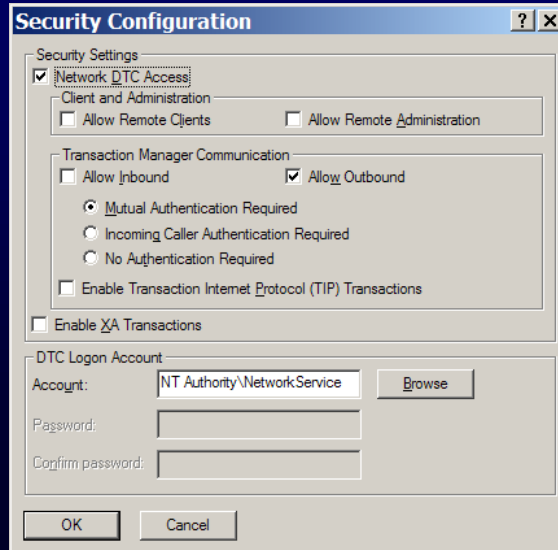 Security Configuration
Security Settings
Network DTC Access
Client and Administration
Allow Remote Clients Allow Remote Administration
Transaction Manager Communication
Allow Inbound Allow Outbound
Mutual Authentication Required
Incoming Caller Authentication Required
No Authentication Required
Enable Transaction Internet Protocol (TIP) Transactions
Enable XA Transactions
DTC Logon Account
Account: NT Authority\NetworkService Browse
Password:
Confirm password:
OK Cancel